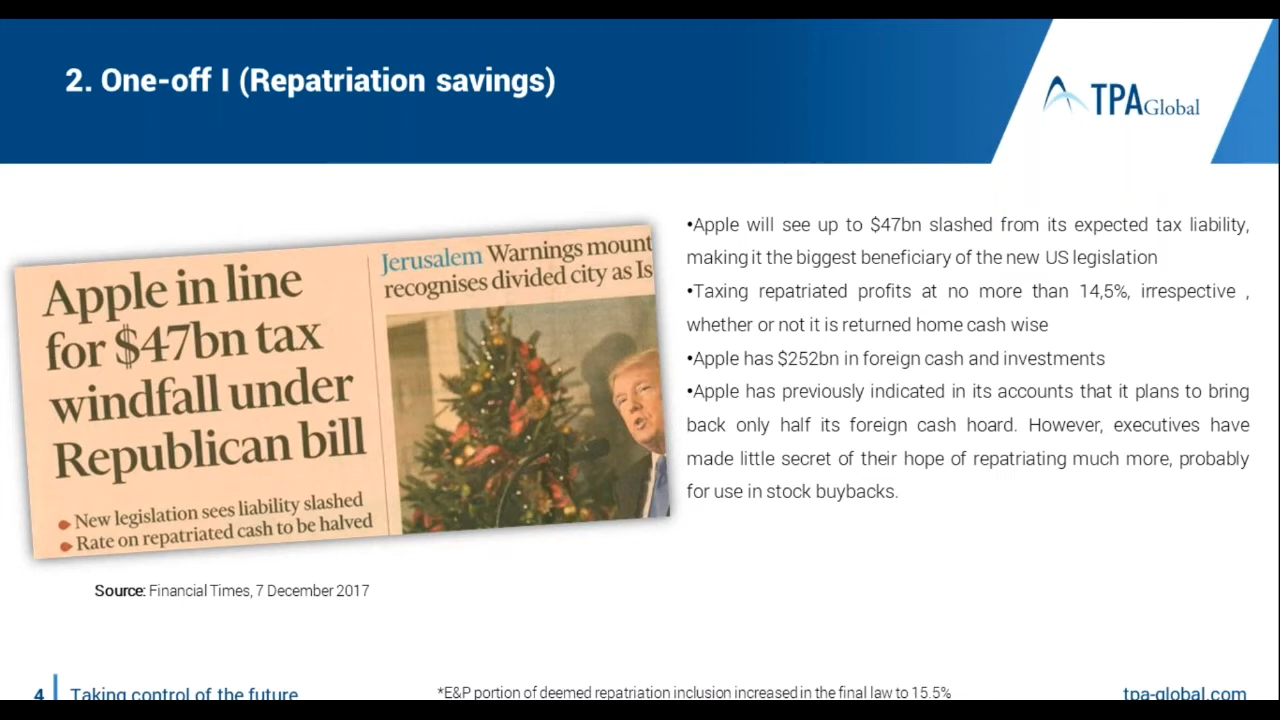 2. One-off I (Repatriation savings)
TPA Global
Apple in line
for $47bn tax
windfall under
Republican bill
New legislation sees liability slashed
Rate on repatriated cash to be halved
Jerusalem Warnings mount
recognises divided city as Is
Source: Financial Times, 7 December 2017
•Apple will see up to $47bn slashed from its expected tax liability,
making it the biggest beneficiary of the new US legislation
•Taxing repatriated profits at no more than 14,5%, irrespective ,
whether or not it is returned home cash wise
•Apple has $252bn in foreign cash and investments
•Apple has previously indicated in its accounts that it plans to bring
back only half its foreign cash hoard. However, executives have
made little secret of their hope of repatriating much more, probably
for use in stock buybacks.
4 Taking control of the future
*E&P portion of deemed repatriation inclusion increased in the final law to 15.5%
tpa-global.com